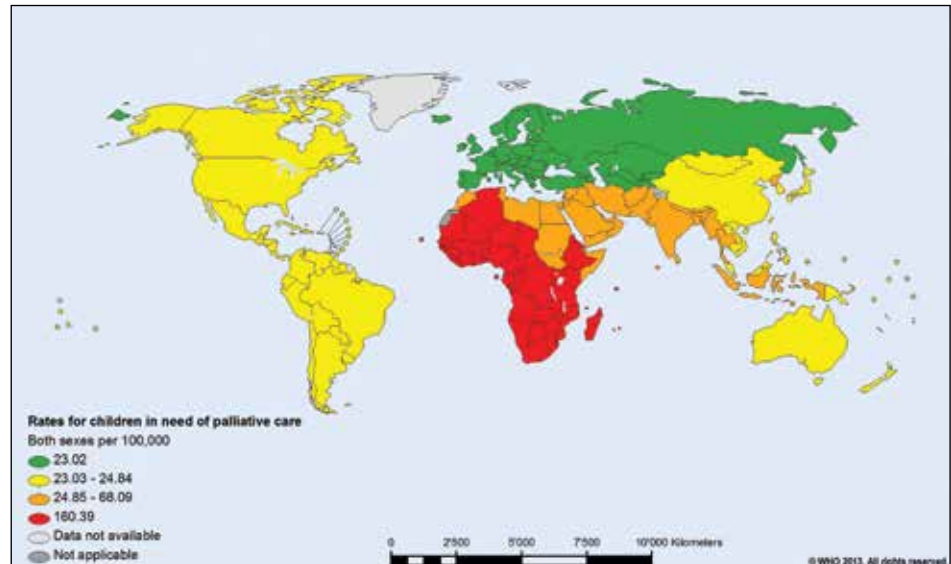 Rates for children in need of palliative care
Both sexes per 100,000
23.02
23.03 - 24.84
24.85 - 68.09
160.39
Data not available
Not applicable
0 2'500 5'000 7'500 10'000 Kilometers
© WHO 2013. All rights reserved